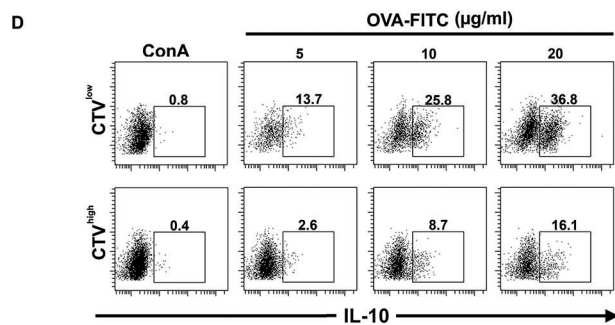 D
OVA-FITC (μg/ml)
ConA 5 10 20
CTVlow
0.8 13.7 25.8 36.8
CTVhigh
0.4 2.6 8.7 16.1
IL-10